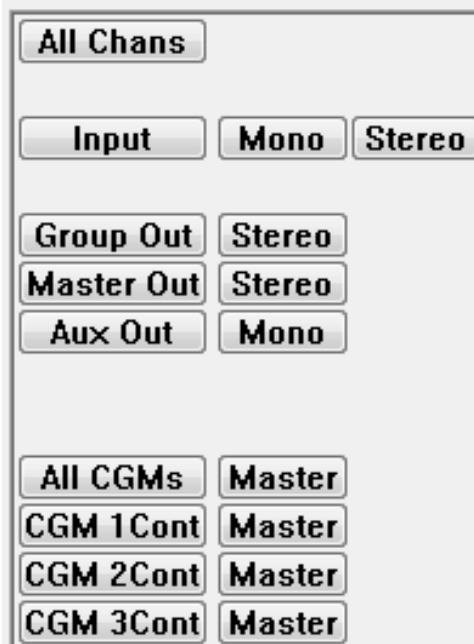 All Chans
Input Mono Stereo
Group Out Stereo
Master Out Stereo
Aux Out Mono
All CGMs Master
CGM 1Cont Master
CGM 2Cont Master
CGM 3Cont Master